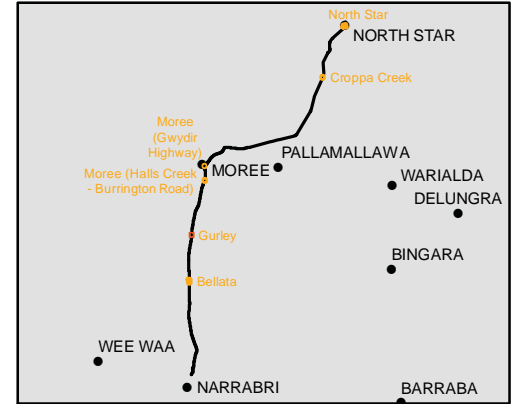 North Star
NORTH STAR
Croppa Creek
Moree
(Gwydir
Highway)
PALLAMALLAWA
MOREE
Moree (Halls Creek
- Burrington Road)
WARIALDA
DELUNGRA
Gurley
BINGARA
Bellata
WEE WAA
NARRABRI
BARRABA